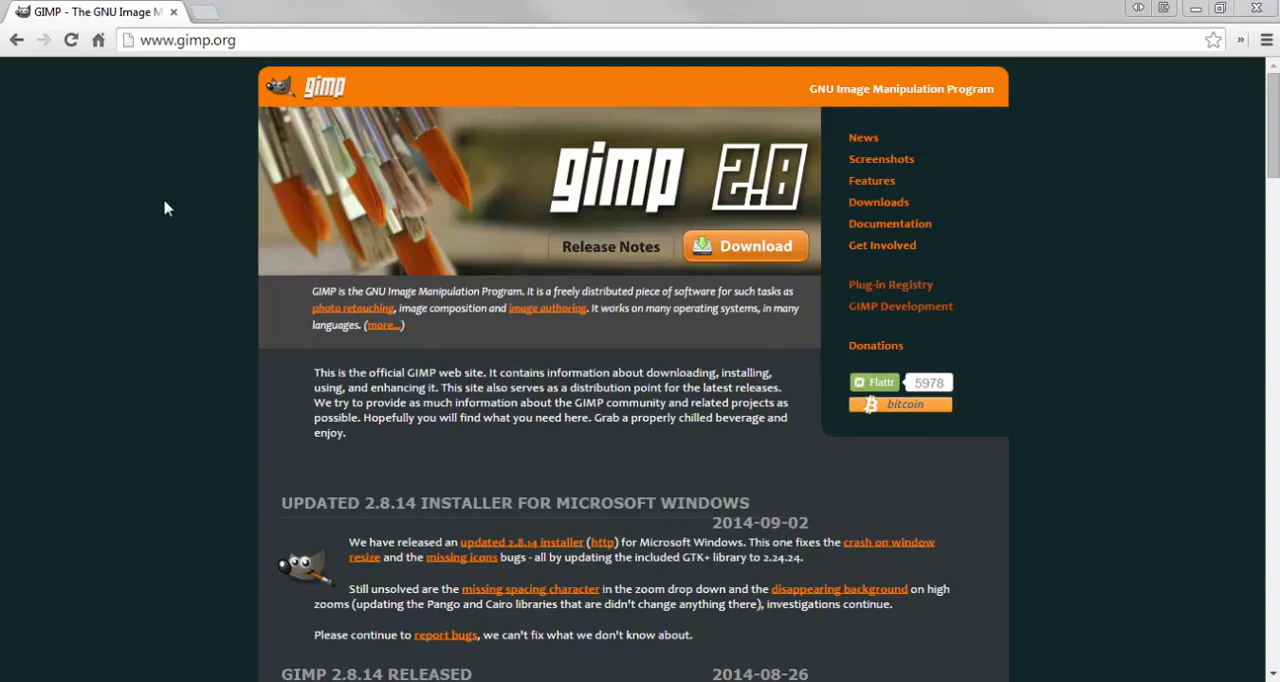 GIMP - The GNU Image M
www.gimp.org
gimp
GNU Image Manipulation Program
gimp 2.8
Release Notes
Download
News
Screenshots
Features
Downloads
Documentation
Get Involved
Plug-in Registry
GIMP Development
Donations
Flattr 5978
bitcoin
GIMP is the GNU Image Manipulation Program. It is a freely distributed piece of software for such tasks as
photo retouching, image composition and image authoring. It works on many operating systems, in many
languages. (more...)
This is the official GIMP web site. It contains information about downloading, installing,
using, and enhancing it. This site also serves as a distribution point for the latest releases.
We try to provide as much information about the GIMP community and related projects as
possible. Hopefully you will find what you need here. Grab a properly chilled beverage and
enjoy.
UPDATED 2.8.14 INSTALLER FOR MICROSOFT WINDOWS
2014-09-02
We have released an updated 2.8.14 installer (http) for Microsoft Windows. This one fixes the crash on window
resize and the missing icons bugs - all by updating the included GTK+ library to 2.24.24.
Still unsolved are the missing spacing character in the zoom drop down and the disappearing background on high
zooms (updating the Pango and Cairo libraries that are didn't change anything there), investigations continue.
Please continue to report bugs, we can't fix what we don't know about.
GIMP 2.8.14 RELEASED 2014-08-26